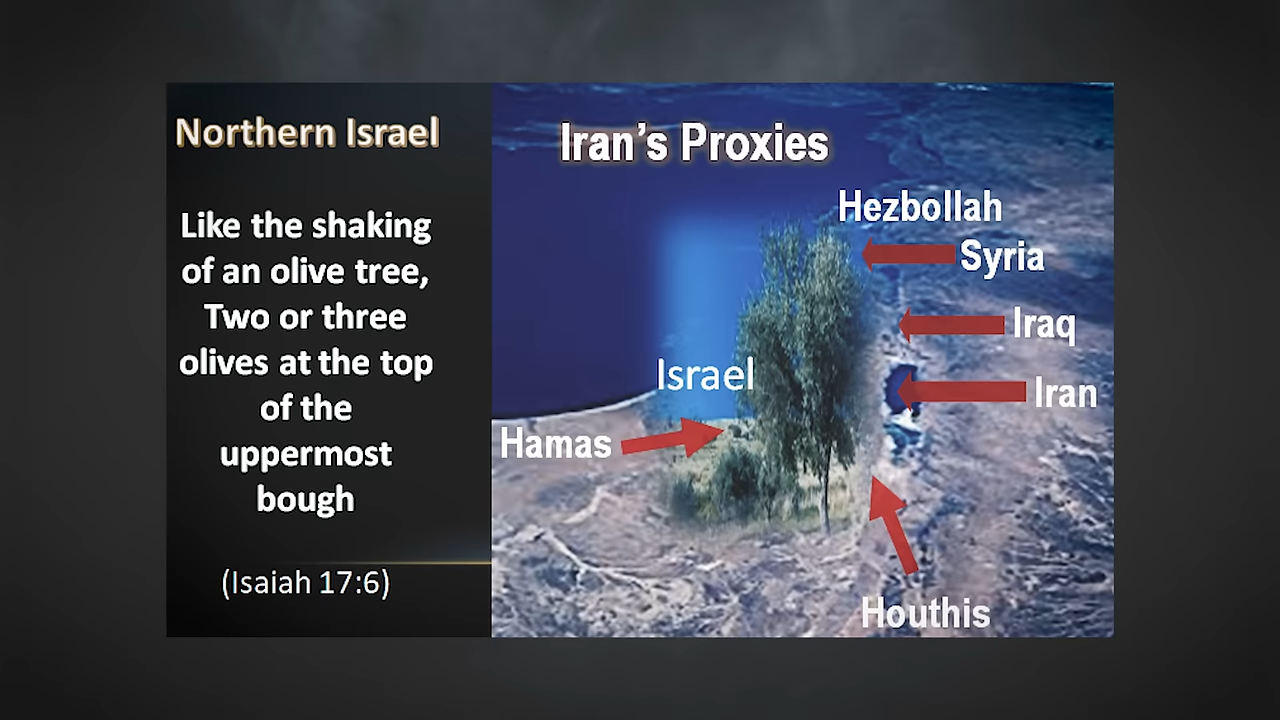 Northern Israel
Like the shaking
of an olive tree,
Two or three
olives at the top
of the
uppermost
bough
(Isaiah 17:6)
Iran's Proxies
Hezbollah
Syria
Iraq
Israel
Iran
Hamas
Houthis